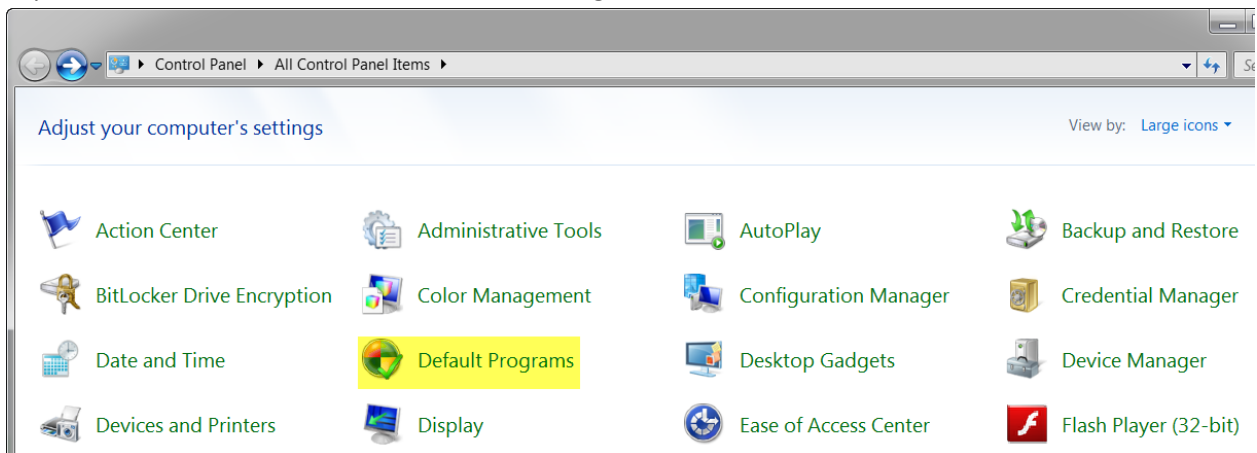 Control Panel ▸ All Control Panel Items ▸
Adjust your computer's settings
View by: Large icons
Action Center
Administrative Tools
AutoPlay
Backup and Restore
BitLocker Drive Encryption
Color Management
Configuration Manager
Credential Manager
Date and Time
Default Programs
Desktop Gadgets
Device Manager
Devices and Printers
Display
Ease of Access Center
Flash Player (32-bit)